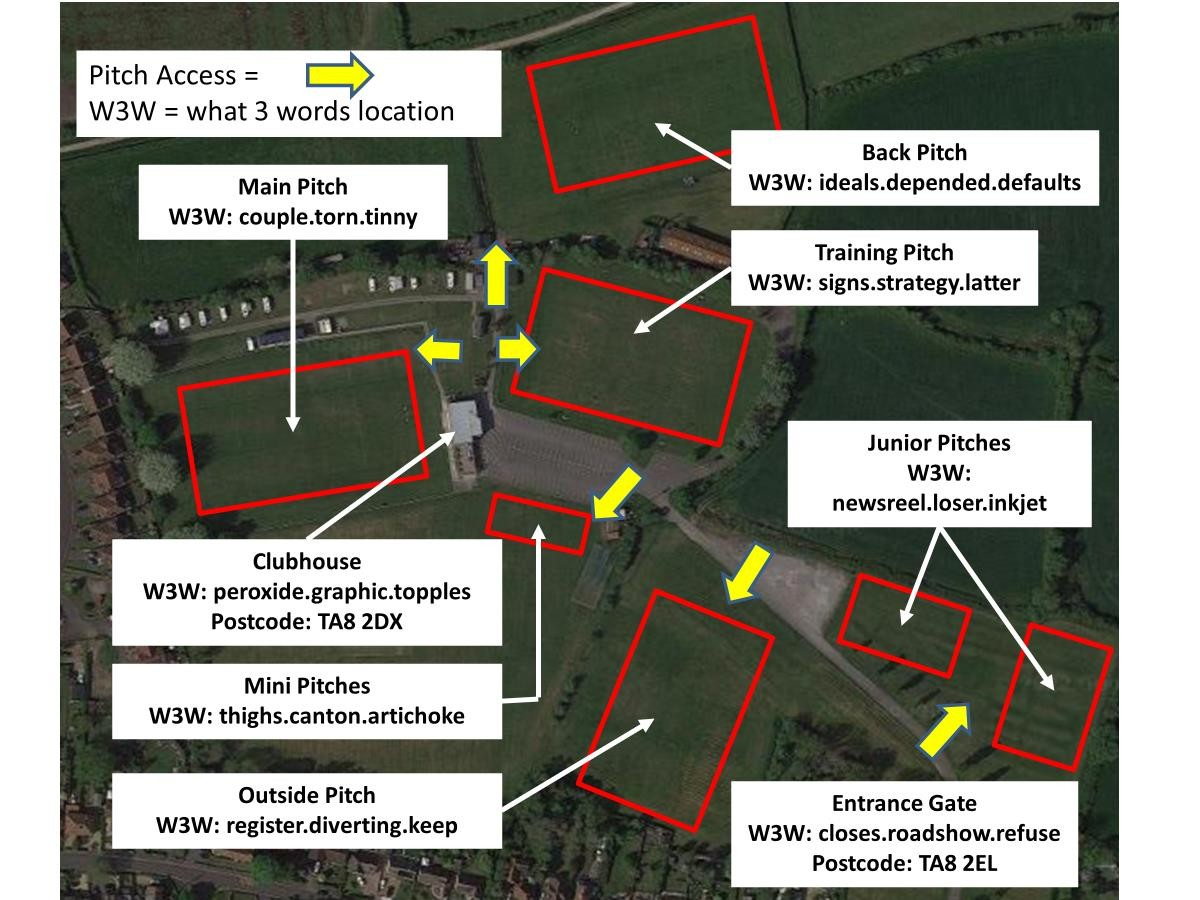 Pitch Access =
W3W = what 3 words location
Back Pitch
W3W: ideals.depended.defaults
Main Pitch
W3W: couple.torn.tinny
Training Pitch
W3W: signs.strategy.latter
Junior Pitches
W3W:
newsreel.loser.inkjet
Clubhouse
W3W: peroxide.graphic.topples
Postcode: TA8 2DX
Mini Pitches
W3W: thighs.canton.artichoke
Outside Pitch
W3W: register.diverting.keep
Entrance Gate
W3W: closes.roadshow.refuse
Postcode: TA8 2EL